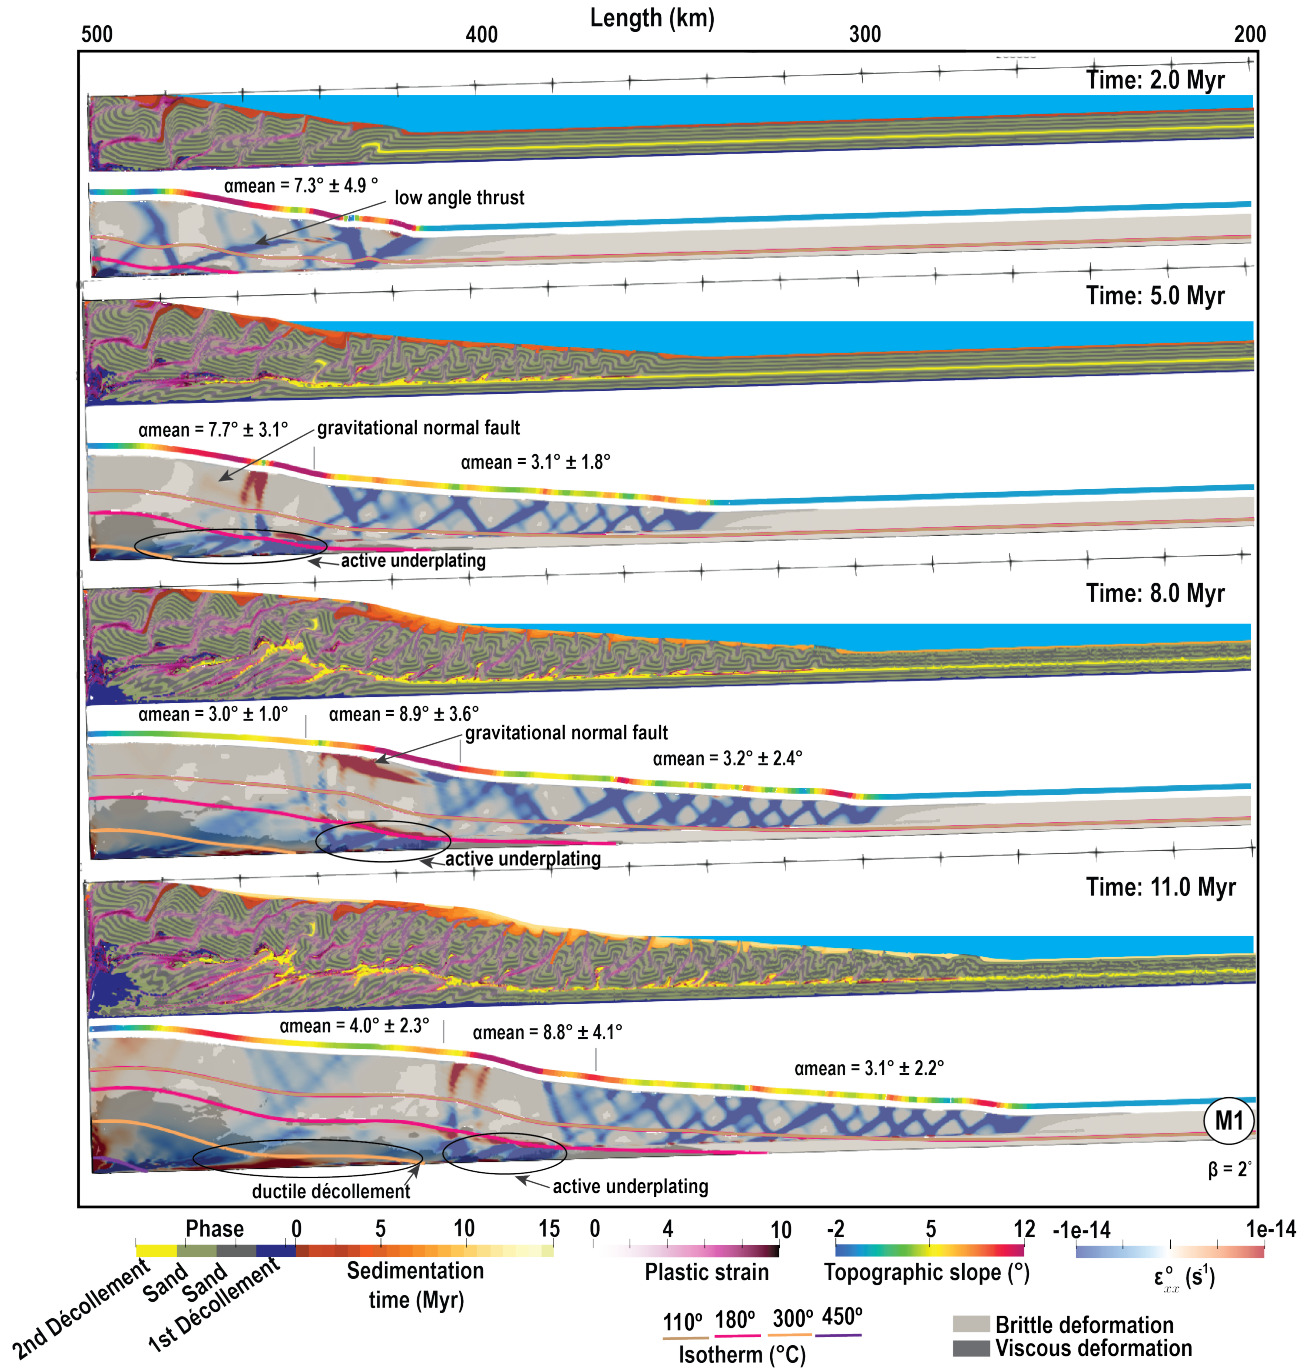 Length (km)
500 400 300 200
Time: 2.0 Myr
αmean = 7.3° ± 4.9 °
low angle thrust
Time: 5.0 Myr
αmean = 7.7° ± 3.1°
gravitational normal fault
αmean = 3.1° ± 1.8°
active underplating
Time: 8.0 Myr
αmean = 3.0° ± 1.0°
αmean = 8.9° ± 3.6°
gravitational normal fault
αmean = 3.2° ± 2.4°
active underplating
Time: 11.0 Myr
αmean = 4.0° ± 2.3°
αmean = 8.8° ± 4.1°
αmean = 3.1° ± 2.2°
M1
β = 2°
ductile décollement
active underplating
Phase 0 5 10 15
0 4 10
-2 5 12
-1e-14 1e-14
2nd Décollement
Sand
Sand
1st Décollement
Sedimentation
time (Myr)
Plastic strain
Topographic slope (°)
ε°xx (s-1)
110º 180º 300º 450º
Isotherm (°C)
Brittle deformation
Viscous deformation